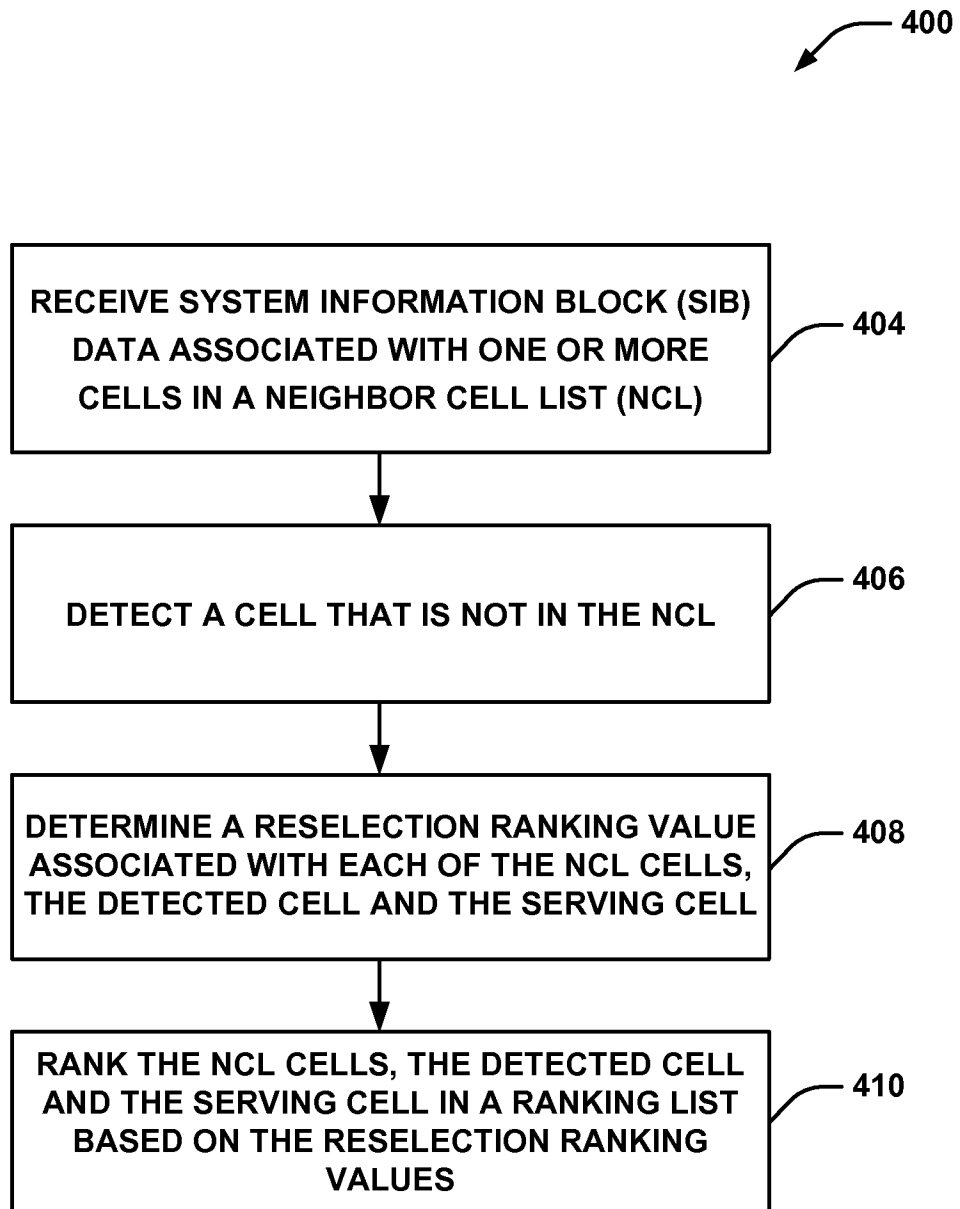 400
RECEIVE SYSTEM INFORMATION BLOCK (SIB)
DATA ASSOCIATED WITH ONE OR MORE
CELLS IN A NEIGHBOR CELL LIST (NCL)
404
DETECT A CELL THAT IS NOT IN THE NCL
406
DETERMINE A RESELECTION RANKING VALUE
ASSOCIATED WITH EACH OF THE NCL CELLS,
THE DETECTED CELL AND THE SERVING CELL
408
RANK THE NCL CELLS, THE DETECTED CELL
AND THE SERVING CELL IN A RANKING LIST
BASED ON THE RESELECTION RANKING
VALUES
410